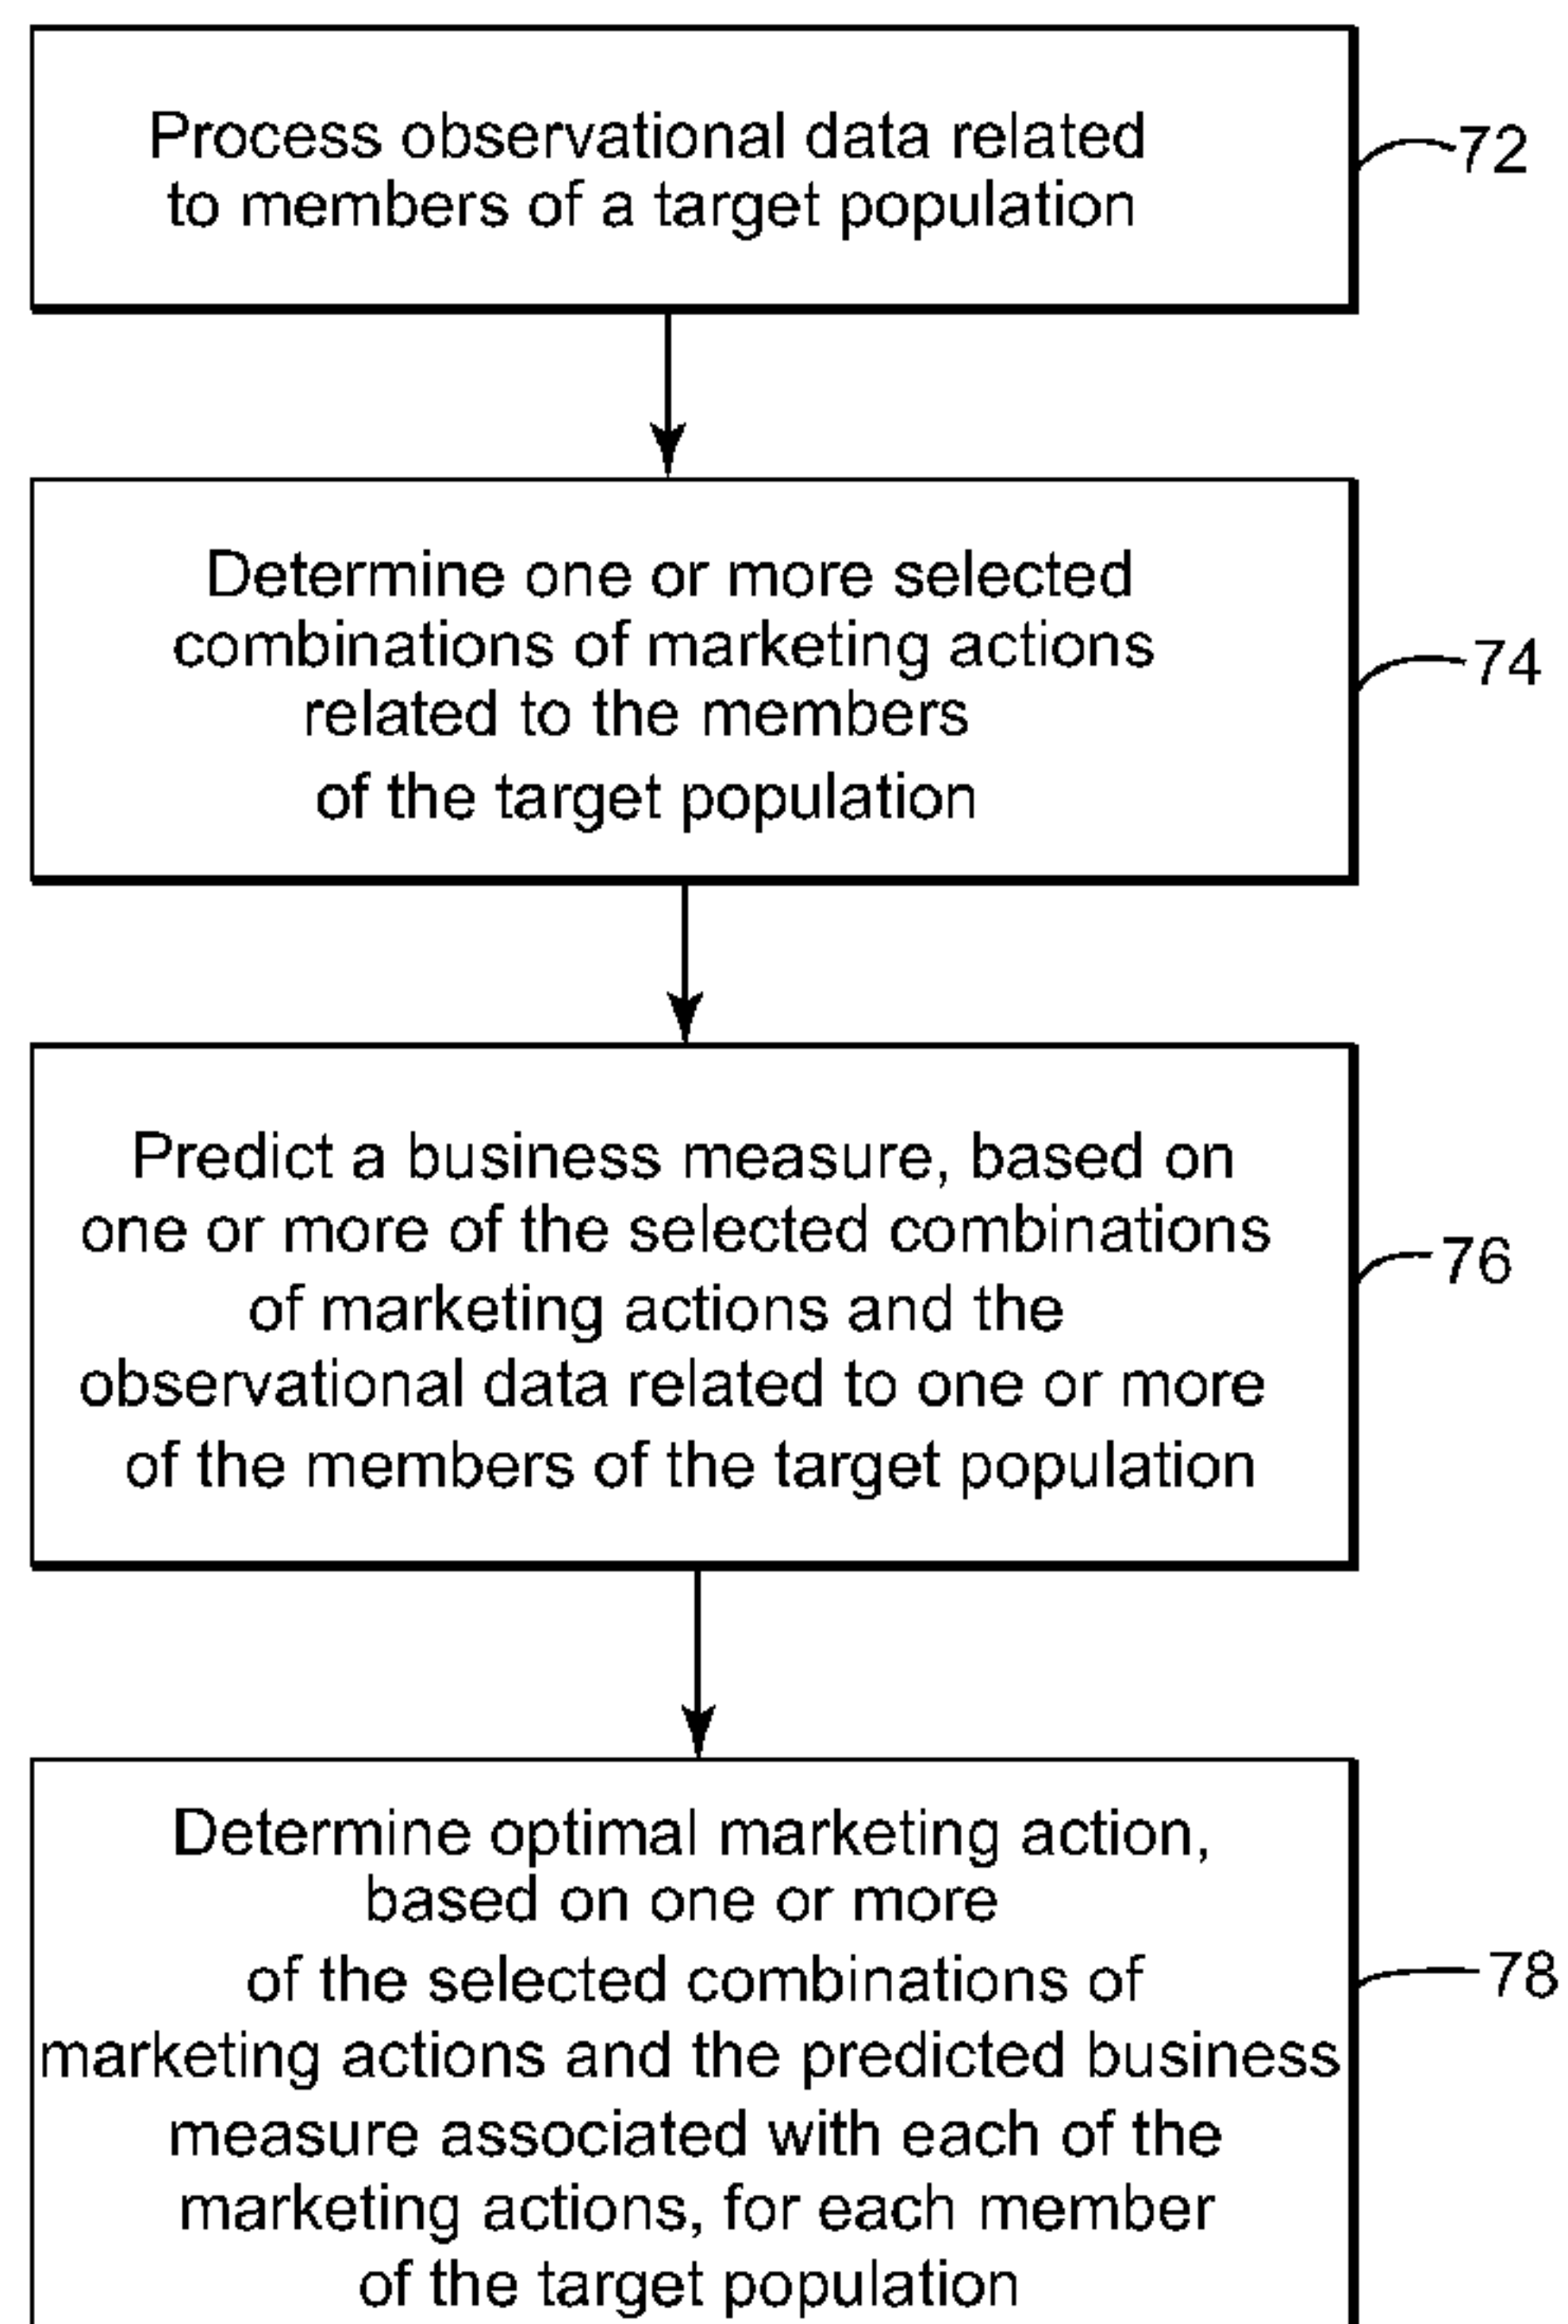 Process observational data related
to members of a target population
72
Determine one or more selected
combinations of marketing actions
related to the members
of the target population
74
Predict a business measure, based on
one or more of the selected combinations
of marketing actions and the
observational data related to one or more
of the members of the target population
76
Determine optimal marketing action,
based on one or more
of the selected combinations of
marketing actions and the predicted business
measure associated with each of the
marketing actions, for each member
of the target population
78